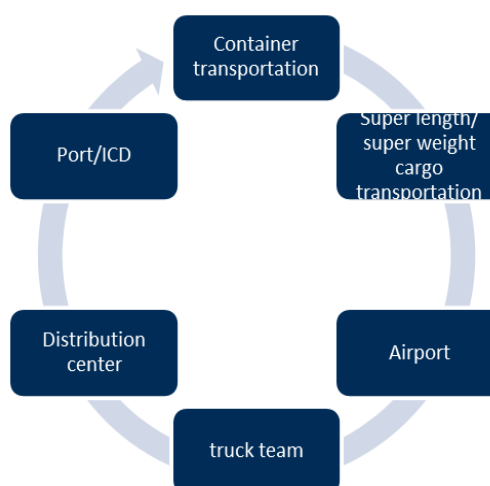 Container
transportation
Super length/
super weight
cargo
transportation
Airport
truck team
Distribution
center
Port/ICD